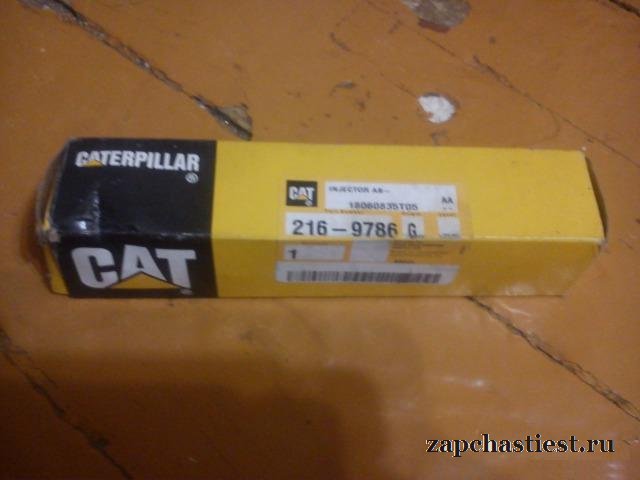 CATERPILLAR
®
CAT
®
CAT
INJECTOR AS-
18060835T05
AA
216-9786 G
1
zapchastiest.ru